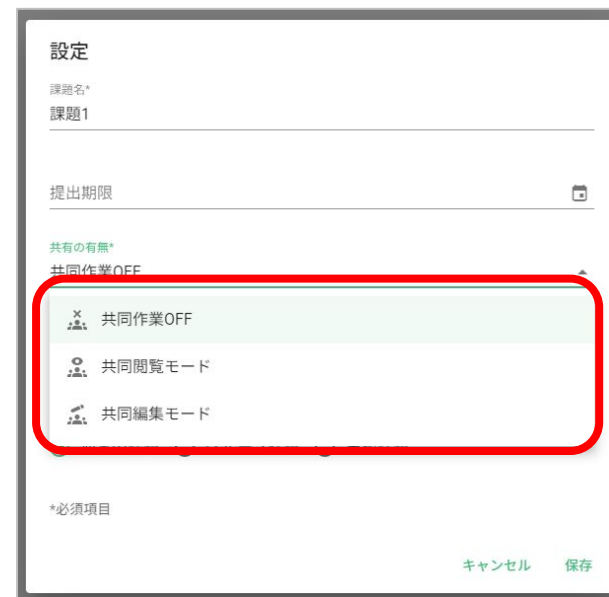 設定
課題名*
課題1
提出期限
共有の有無*
共同作業OFF
共同作業OFF
共同閲覧モード
共同編集モード
*必須項目
キャンセル 保存